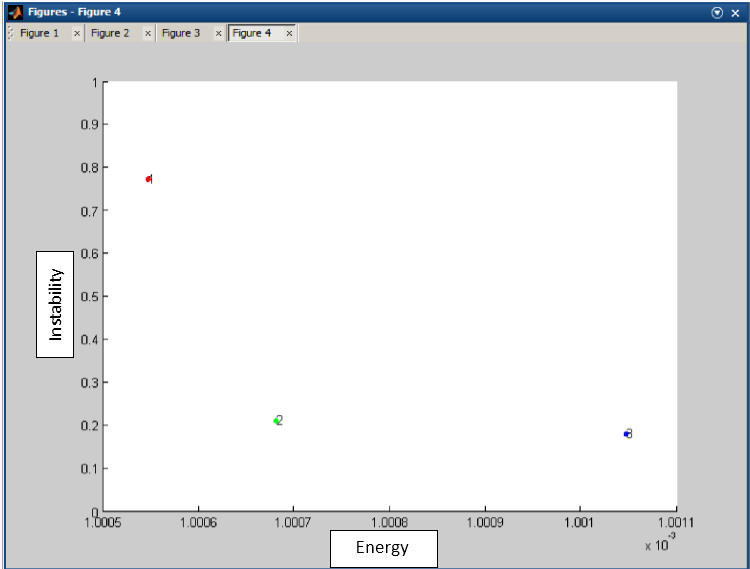 Figures - Figure 4
Figure 1 × Figure 2 × Figure 3 × Figure 4 ×
1
0.9
0.8
0.7
0.6
0.5
0.4
0.3
0.2
0.1
0
Instability
1
2
3
1.0005 1.0006 1.0007 1.0008 1.0009 1.001 1.0011
x 10⁻³
Energy